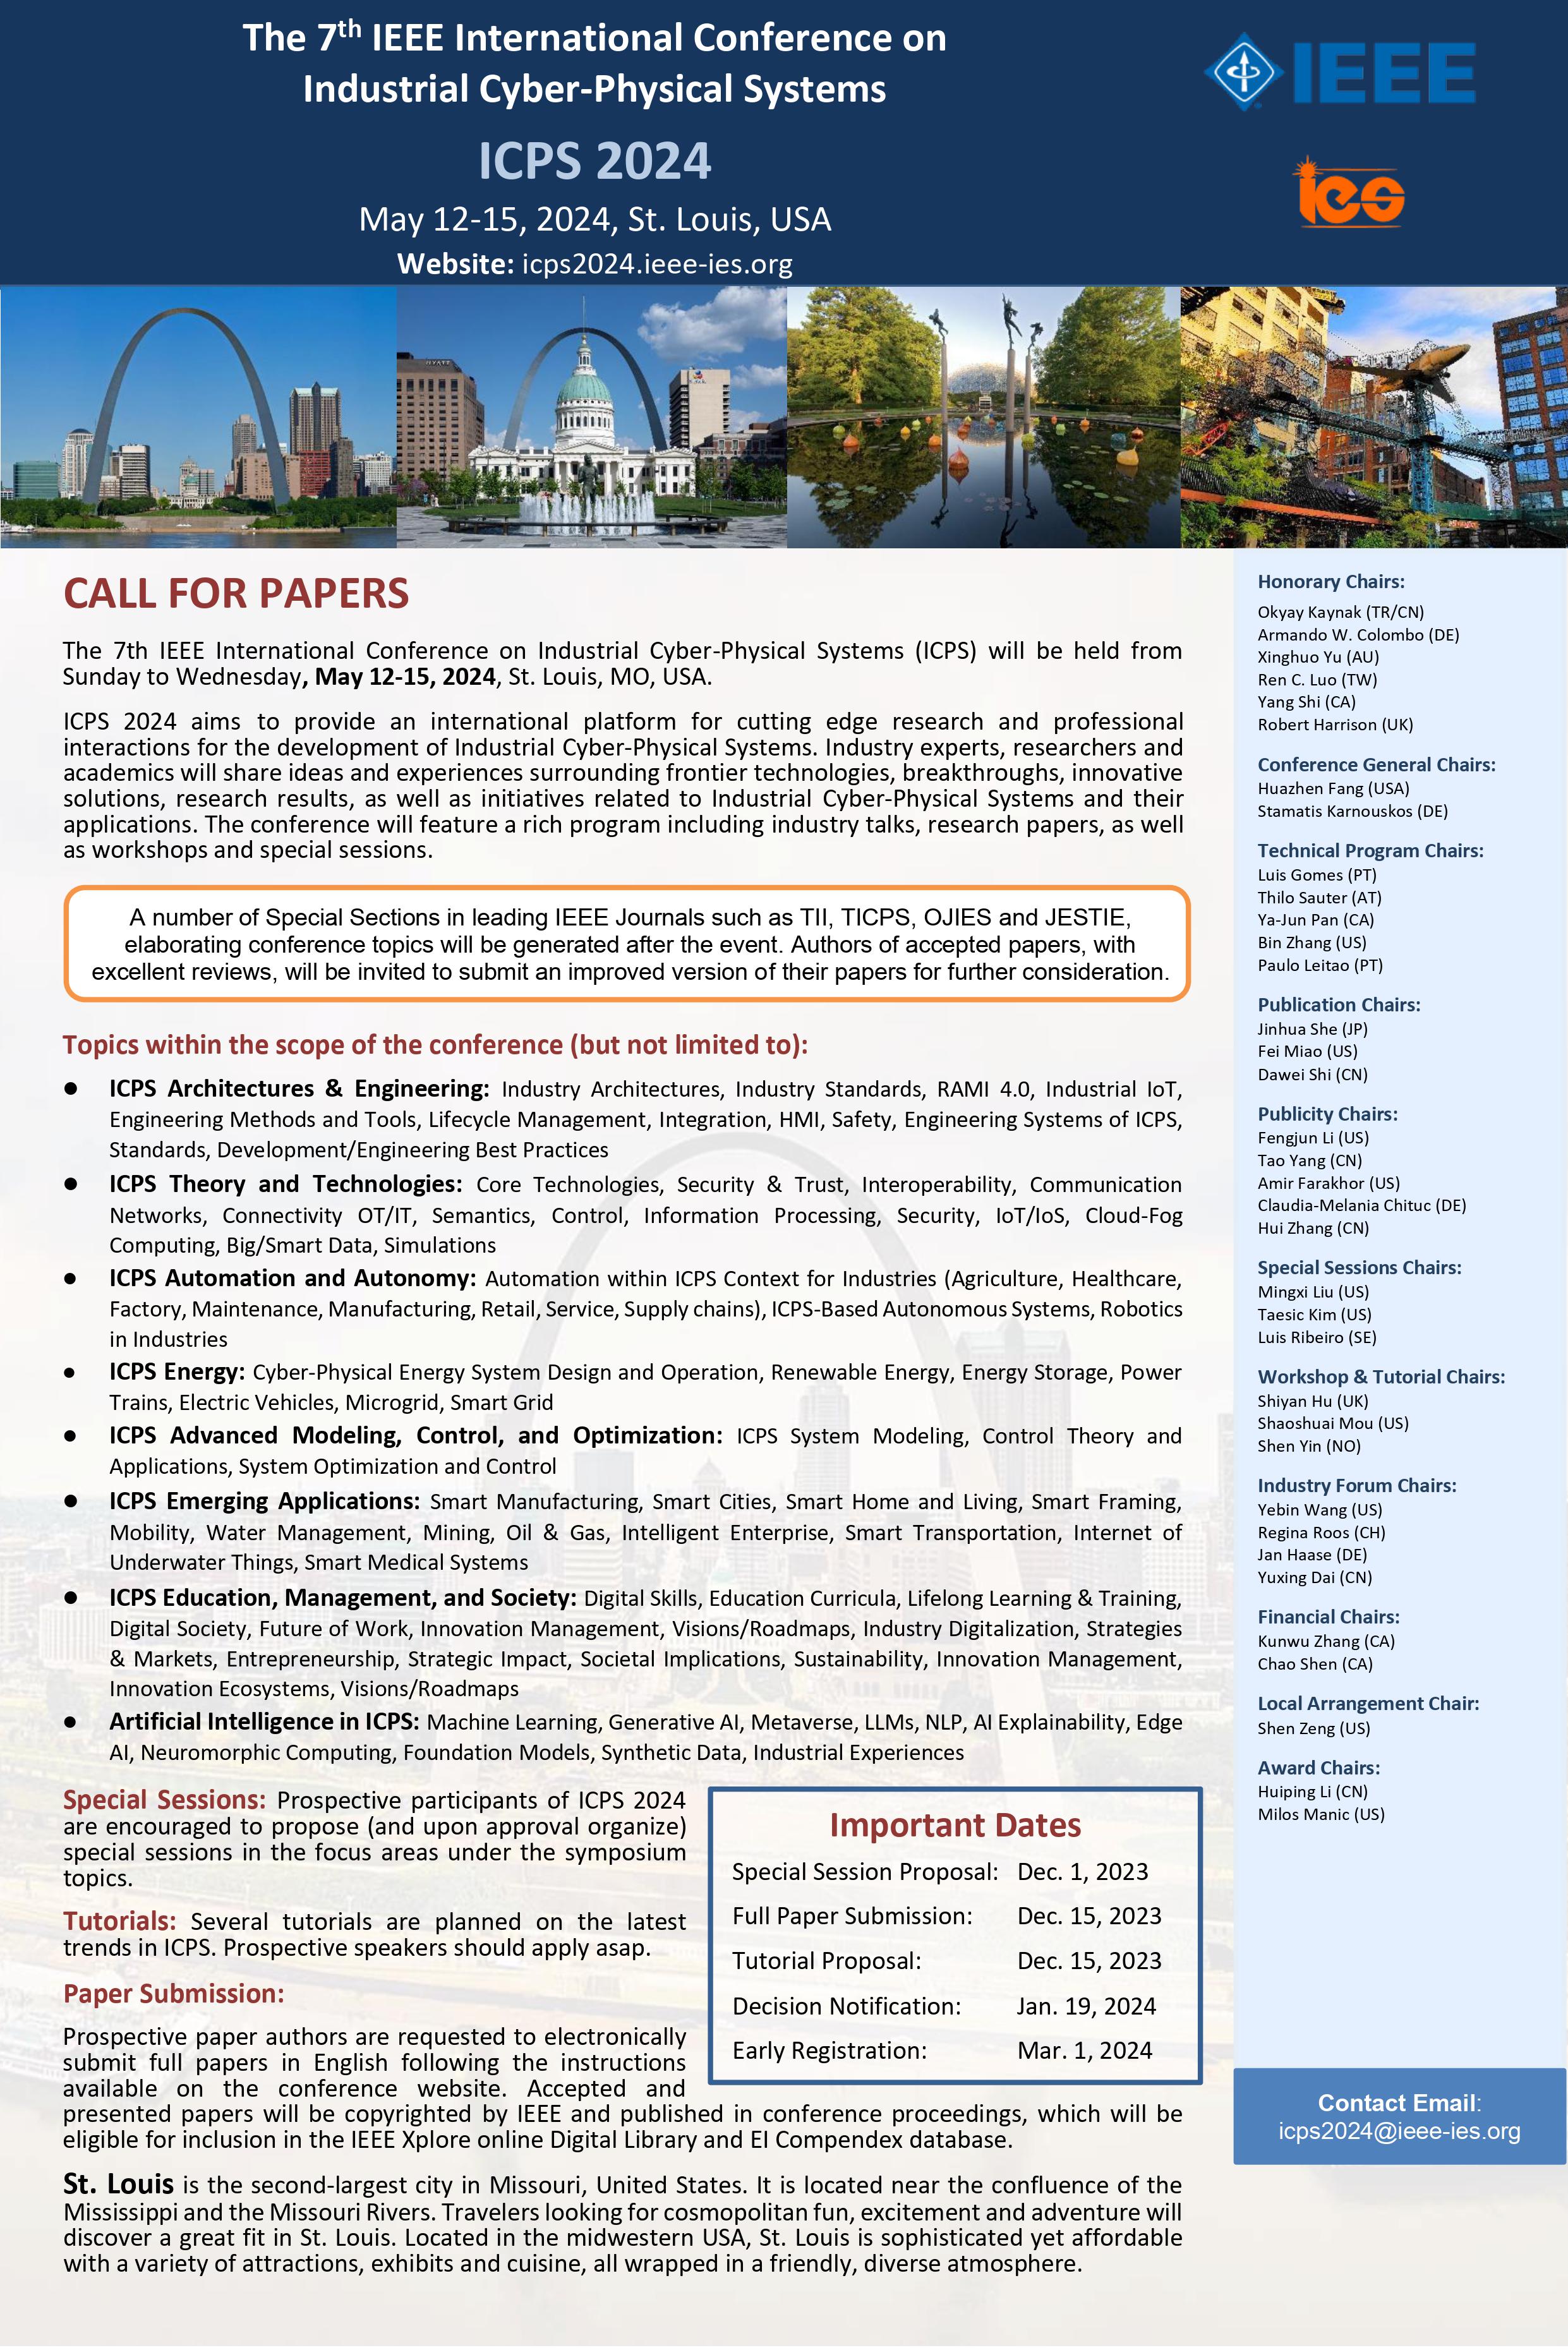 The 7th IEEE International Conference on
Industrial Cyber-Physical Systems
ICPS 2024
May 12-15, 2024, St. Louis, USA
Website: icps2024.ieee-ies.org
IEEE
ies
HYATT
CALL FOR PAPERS
The 7th IEEE International Conference on Industrial Cyber-Physical Systems (ICPS) will be held from
Sunday to Wednesday, May 12-15, 2024, St. Louis, MO, USA.
ICPS 2024 aims to provide an international platform for cutting edge research and professional
interactions for the development of Industrial Cyber-Physical Systems. Industry experts, researchers and
academics will share ideas and experiences surrounding frontier technologies, breakthroughs, innovative
solutions, research results, as well as initiatives related to Industrial Cyber-Physical Systems and their
applications. The conference will feature a rich program including industry talks, research papers, as well
as workshops and special sessions.
A number of Special Sections in leading IEEE Journals such as TII, TICPS, OJIES and JESTIE,
elaborating conference topics will be generated after the event. Authors of accepted papers, with
excellent reviews, will be invited to submit an improved version of their papers for further consideration.
Topics within the scope of the conference (but not limited to):
● ICPS Architectures & Engineering: Industry Architectures, Industry Standards, RAMI 4.0, Industrial IoT,
Engineering Methods and Tools, Lifecycle Management, Integration, HMI, Safety, Engineering Systems of ICPS,
Standards, Development/Engineering Best Practices
● ICPS Theory and Technologies: Core Technologies, Security & Trust, Interoperability, Communication
Networks, Connectivity OT/IT, Semantics, Control, Information Processing, Security, IoT/IoS, Cloud-Fog
Computing, Big/Smart Data, Simulations
● ICPS Automation and Autonomy: Automation within ICPS Context for Industries (Agriculture, Healthcare,
Factory, Maintenance, Manufacturing, Retail, Service, Supply chains), ICPS-Based Autonomous Systems, Robotics
in Industries
● ICPS Energy: Cyber-Physical Energy System Design and Operation, Renewable Energy, Energy Storage, Power
Trains, Electric Vehicles, Microgrid, Smart Grid
● ICPS Advanced Modeling, Control, and Optimization: ICPS System Modeling, Control Theory and
Applications, System Optimization and Control
● ICPS Emerging Applications: Smart Manufacturing, Smart Cities, Smart Home and Living, Smart Framing,
Mobility, Water Management, Mining, Oil & Gas, Intelligent Enterprise, Smart Transportation, Internet of
Underwater Things, Smart Medical Systems
● ICPS Education, Management, and Society: Digital Skills, Education Curricula, Lifelong Learning & Training,
Digital Society, Future of Work, Innovation Management, Visions/Roadmaps, Industry Digitalization, Strategies
& Markets, Entrepreneurship, Strategic Impact, Societal Implications, Sustainability, Innovation Management,
Innovation Ecosystems, Visions/Roadmaps
● Artificial Intelligence in ICPS: Machine Learning, Generative AI, Metaverse, LLMs, NLP, AI Explainability, Edge
AI, Neuromorphic Computing, Foundation Models, Synthetic Data, Industrial Experiences
Special Sessions: Prospective participants of ICPS 2024
are encouraged to propose (and upon approval organize)
special sessions in the focus areas under the symposium
topics.
Tutorials: Several tutorials are planned on the latest
trends in ICPS. Prospective speakers should apply asap.
Paper Submission:
Prospective paper authors are requested to electronically
submit full papers in English following the instructions
available on the conference website. Accepted and
presented papers will be copyrighted by IEEE and published in conference proceedings, which will be
eligible for inclusion in the IEEE Xplore online Digital Library and EI Compendex database.
Important Dates
Special Session Proposal: Dec. 1, 2023
Full Paper Submission: Dec. 15, 2023
Tutorial Proposal: Dec. 15, 2023
Decision Notification: Jan. 19, 2024
Early Registration: Mar. 1, 2024
St. Louis is the second-largest city in Missouri, United States. It is located near the confluence of the
Mississippi and the Missouri Rivers. Travelers looking for cosmopolitan fun, excitement and adventure will
discover a great fit in St. Louis. Located in the midwestern USA, St. Louis is sophisticated yet affordable
with a variety of attractions, exhibits and cuisine, all wrapped in a friendly, diverse atmosphere.
Honorary Chairs:
Okyay Kaynak (TR/CN)
Armando W. Colombo (DE)
Xinghuo Yu (AU)
Ren C. Luo (TW)
Yang Shi (CA)
Robert Harrison (UK)
Conference General Chairs:
Huazhen Fang (USA)
Stamatis Karnouskos (DE)
Technical Program Chairs:
Luis Gomes (PT)
Thilo Sauter (AT)
Ya-Jun Pan (CA)
Bin Zhang (US)
Paulo Leitao (PT)
Publication Chairs:
Jinhua She (JP)
Fei Miao (US)
Dawei Shi (CN)
Publicity Chairs:
Fengjun Li (US)
Tao Yang (CN)
Amir Farakhor (US)
Claudia-Melania Chituc (DE)
Hui Zhang (CN)
Special Sessions Chairs:
Mingxi Liu (US)
Taesic Kim (US)
Luis Ribeiro (SE)
Workshop & Tutorial Chairs:
Shiyan Hu (UK)
Shaoshuai Mou (US)
Shen Yin (NO)
Industry Forum Chairs:
Yebin Wang (US)
Regina Roos (CH)
Jan Haase (DE)
Yuxing Dai (CN)
Financial Chairs:
Kunwu Zhang (CA)
Chao Shen (CA)
Local Arrangement Chair:
Shen Zeng (US)
Award Chairs:
Huiping Li (CN)
Milos Manic (US)
Contact Email:
icps2024@ieee-ies.org